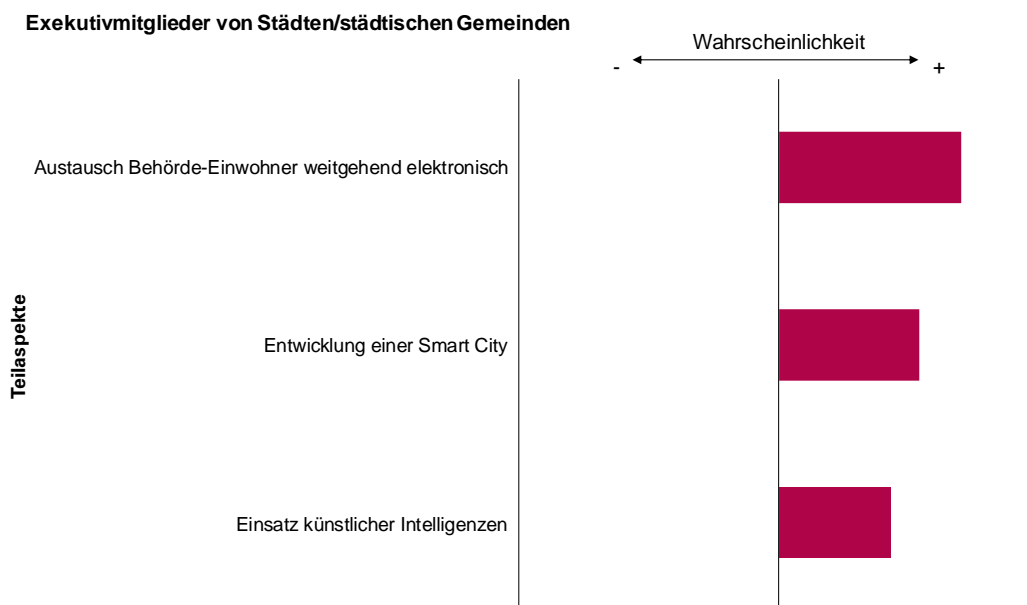 Exekutivmitglieder von Städten/städtischen Gemeinden
Wahrscheinlichkeit
- +
Austausch Behörde-Einwohner weitgehend elektronisch
Entwicklung einer Smart City
Einsatz künstlicher Intelligenzen
Teilaspekte